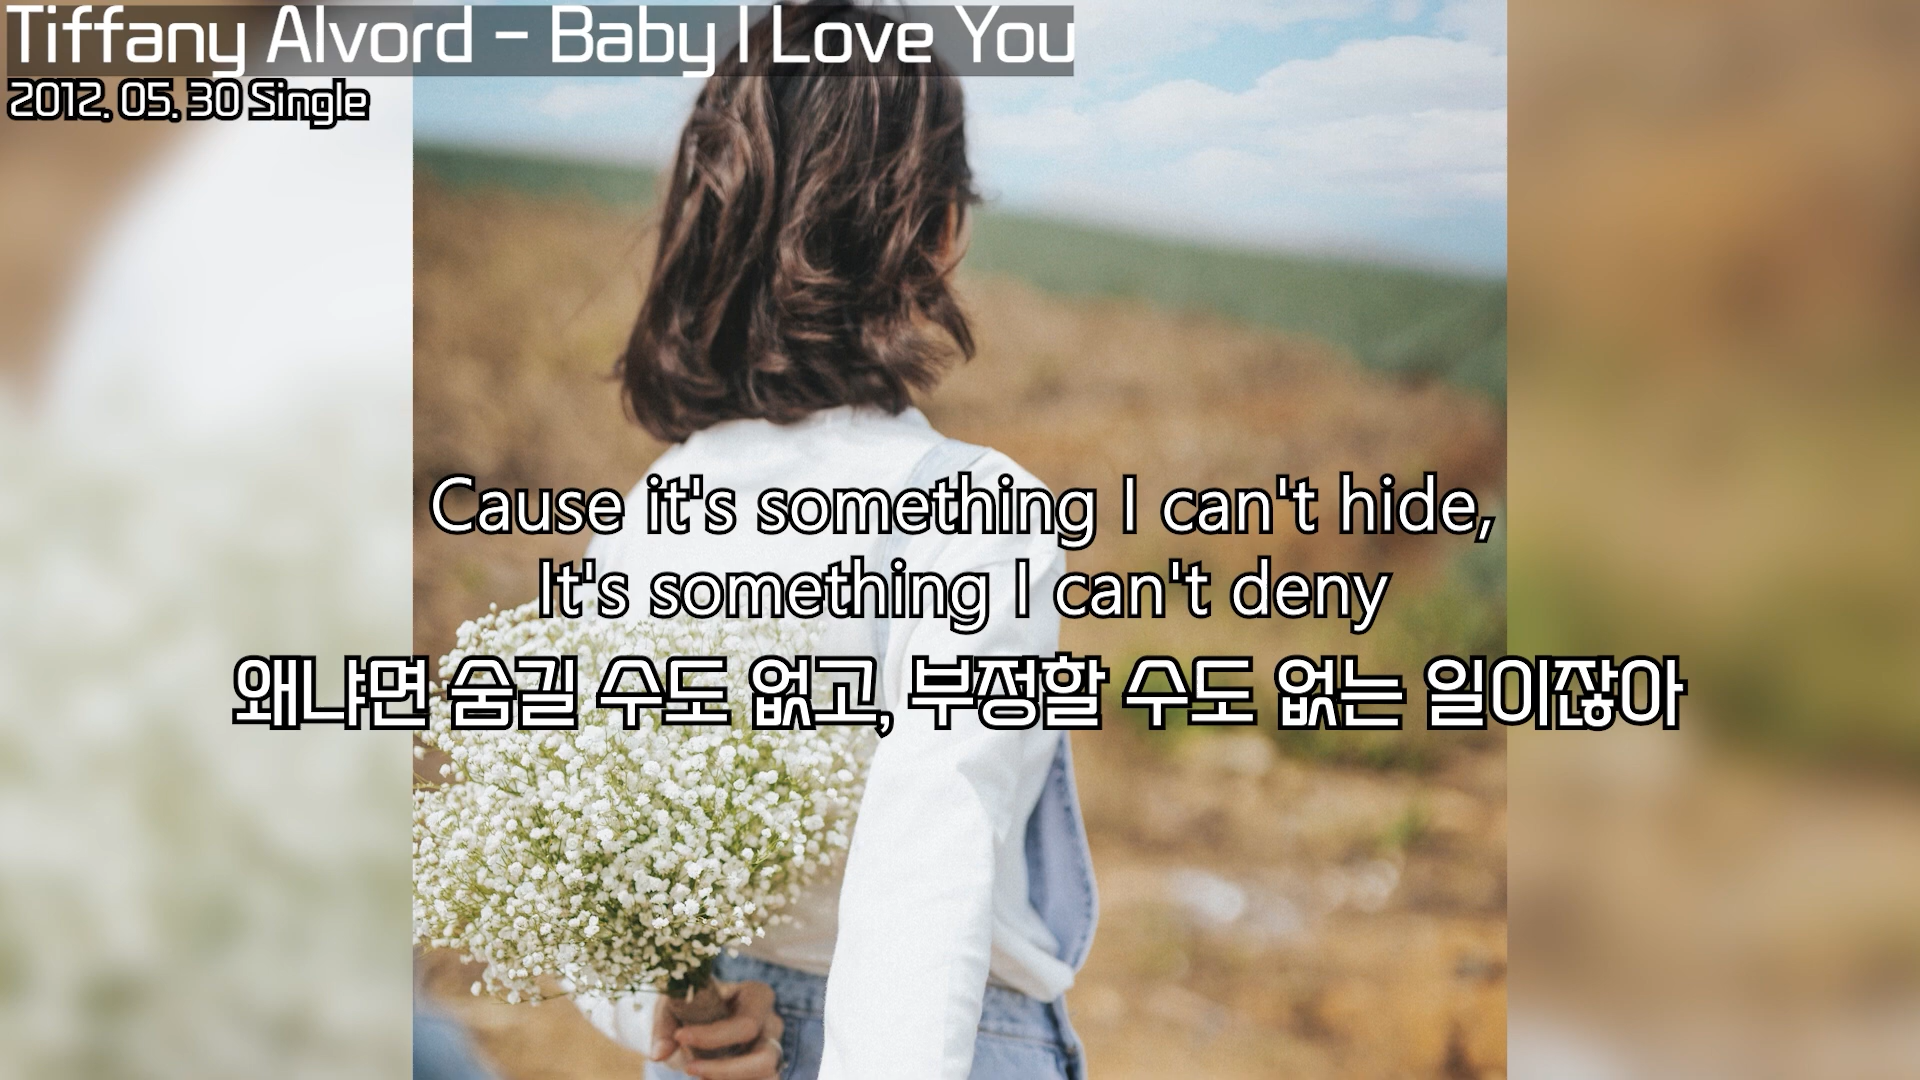 Tiffany Alvord - Baby I Love You
2012. 05. 30 Single
Cause it's something I can't hide,
It's something I can't deny
왜냐면 숨길 수도 없고, 부정할 수도 없는 일이잖아